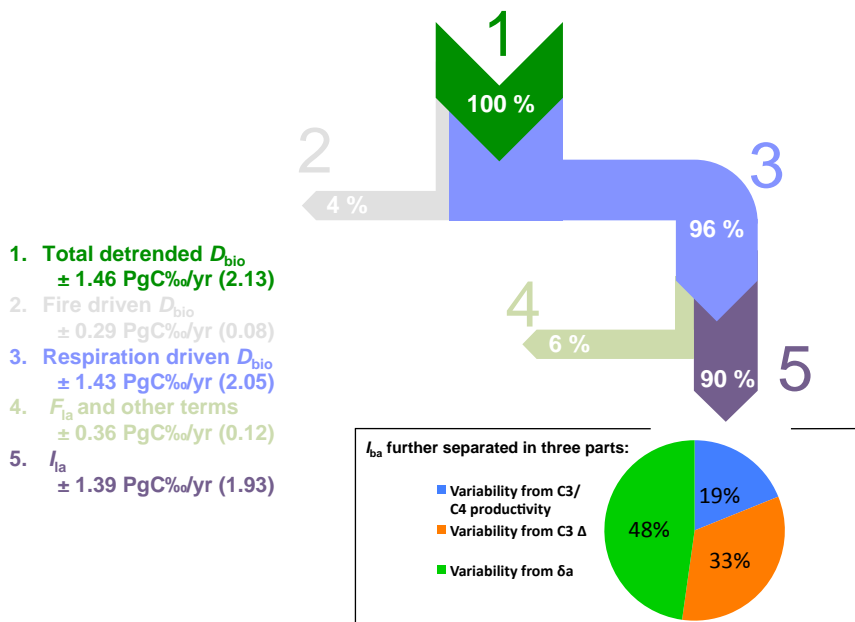 1
100 %
2
4 %
3
96 %
4
6 %
5
90 %
1. Total detrended Dbio
± 1.46 PgC‰/yr (2.13)
2. Fire driven Dbio
± 0.29 PgC‰/yr (0.08)
3. Respiration driven Dbio
± 1.43 PgC‰/yr (2.05)
4. Fla and other terms
± 0.36 PgC‰/yr (0.12)
5. Ila
± 1.39 PgC‰/yr (1.93)
Iba further separated in three parts:
Variability from C3/
C4 productivity
Variability from C3 Δ
Variability from δa
19%
33%
48%